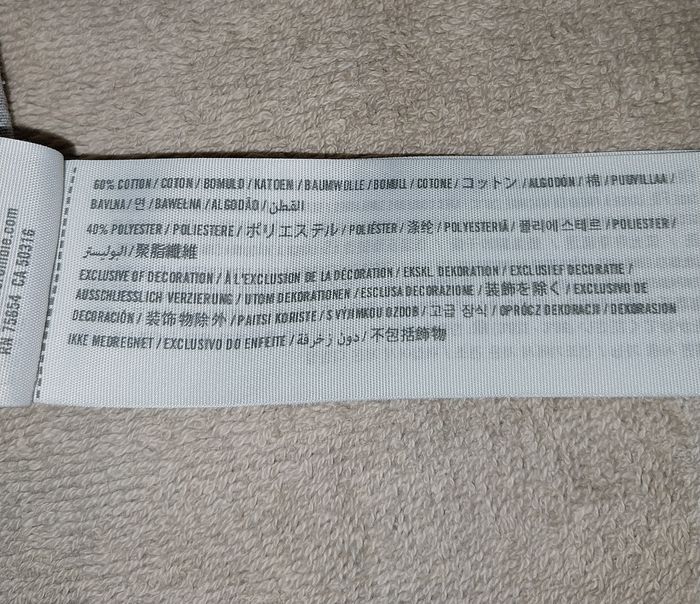 60% COTTON / COTON / BOMULD / KATOEN / BAUMWOLLE / BOMULL / COTONE / コットン / ALGODÓN / 棉 / PUUVILLAA /
BAVLNA / 면 / BAWEŁNA / ALGODÃO / القطن
40% POLYESTER / POLIESTERE / ポリエステル / POLIÉSTER / 涤纶 / POLYESTERIÄ / 폴리에스테르 / POLIESTER /
البوليستر / 聚脂纖維
EXCLUSIVE OF DECORATION / À L'EXCLUSION DE LA DÉCORATION / EKSKL. DEKORATION / EXCLUSIEF DECORATIE /
AUSSCHLIESSLICH VERZIERUNG / UTOM DEKORATIONEN / ESCLUSA DECORAZIONE / 装飾を除く / EXCLUSIVO DE
DECORACIÓN / 装饰物除外 / PAITSI KORISTE / S VÝJIMKOU OZDOB / 고급 장식 / OPRÓCZ DEKORACJI / DEKORASJON
IKKE MEDREGNET / EXCLUSIVO DO ENFEITE / دون زخرفة / 不包括飾物
RN 75654 CA 50916